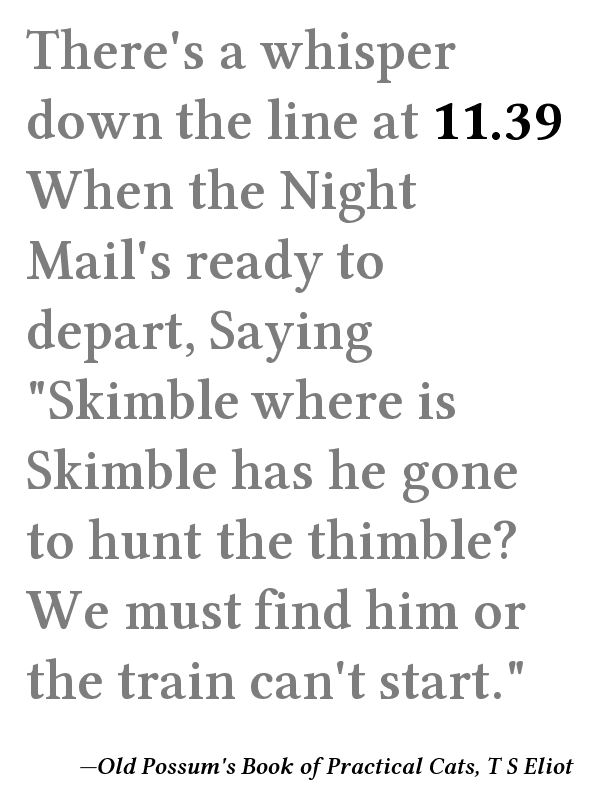 There's a whisper
down the line at 11.39
When the Night
Mail's ready to
depart, Saying
"Skimble where is
Skimble has he gone
to hunt the thimble?
We must find him or
the train can't start."
—Old Possum's Book of Practical Cats, T S Eliot